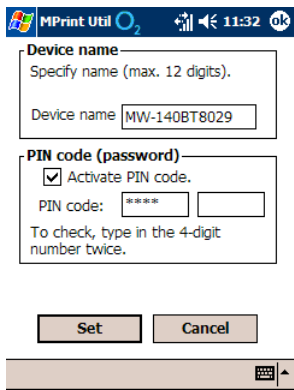 MPrint Util O2 11:32 ok
Device name
Specify name (max. 12 digits).
Device name MW-140BT8029
PIN code (password)
Activate PIN code.
PIN code: ****
To check, type in the 4-digit
number twice.
Set Cancel